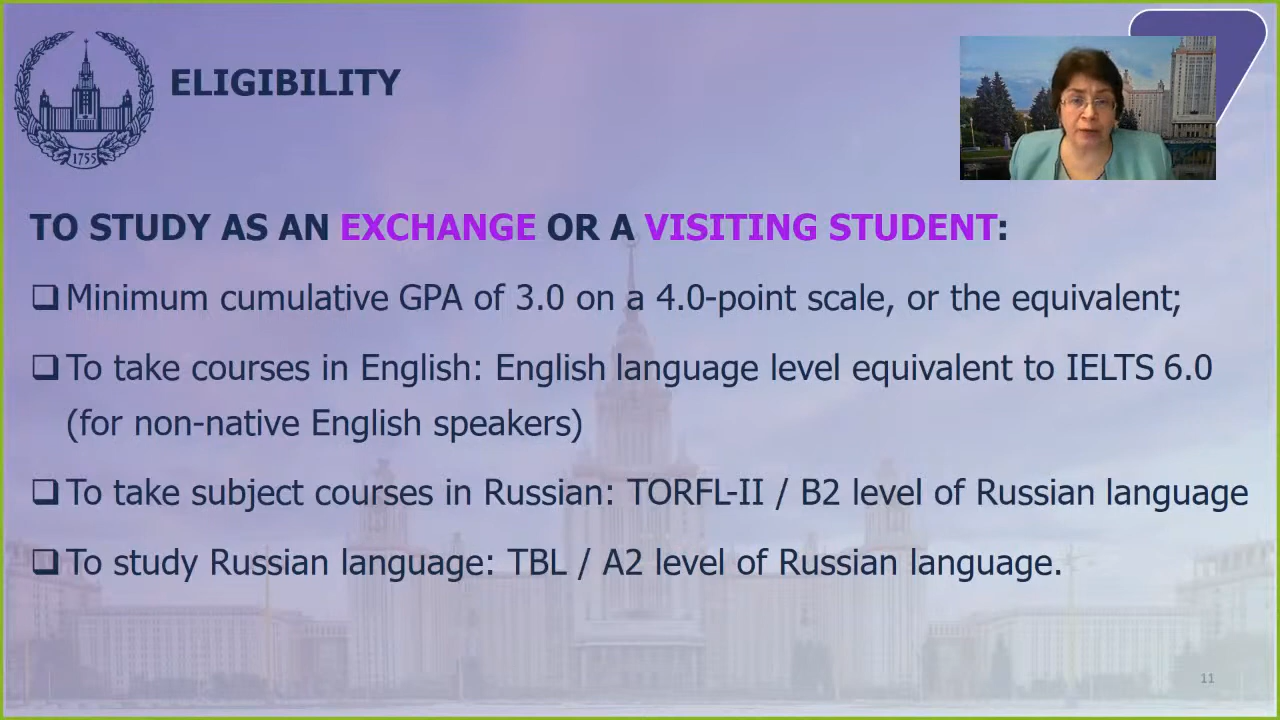 1755
ELIGIBILITY
TO STUDY AS AN EXCHANGE OR A VISITING STUDENT:
Minimum cumulative GPA of 3.0 on a 4.0-point scale, or the equivalent;
To take courses in English: English language level equivalent to IELTS 6.0
(for non-native English speakers)
To take subject courses in Russian: TORFL-II / B2 level of Russian language
To study Russian language: TBL / A2 level of Russian language.
11